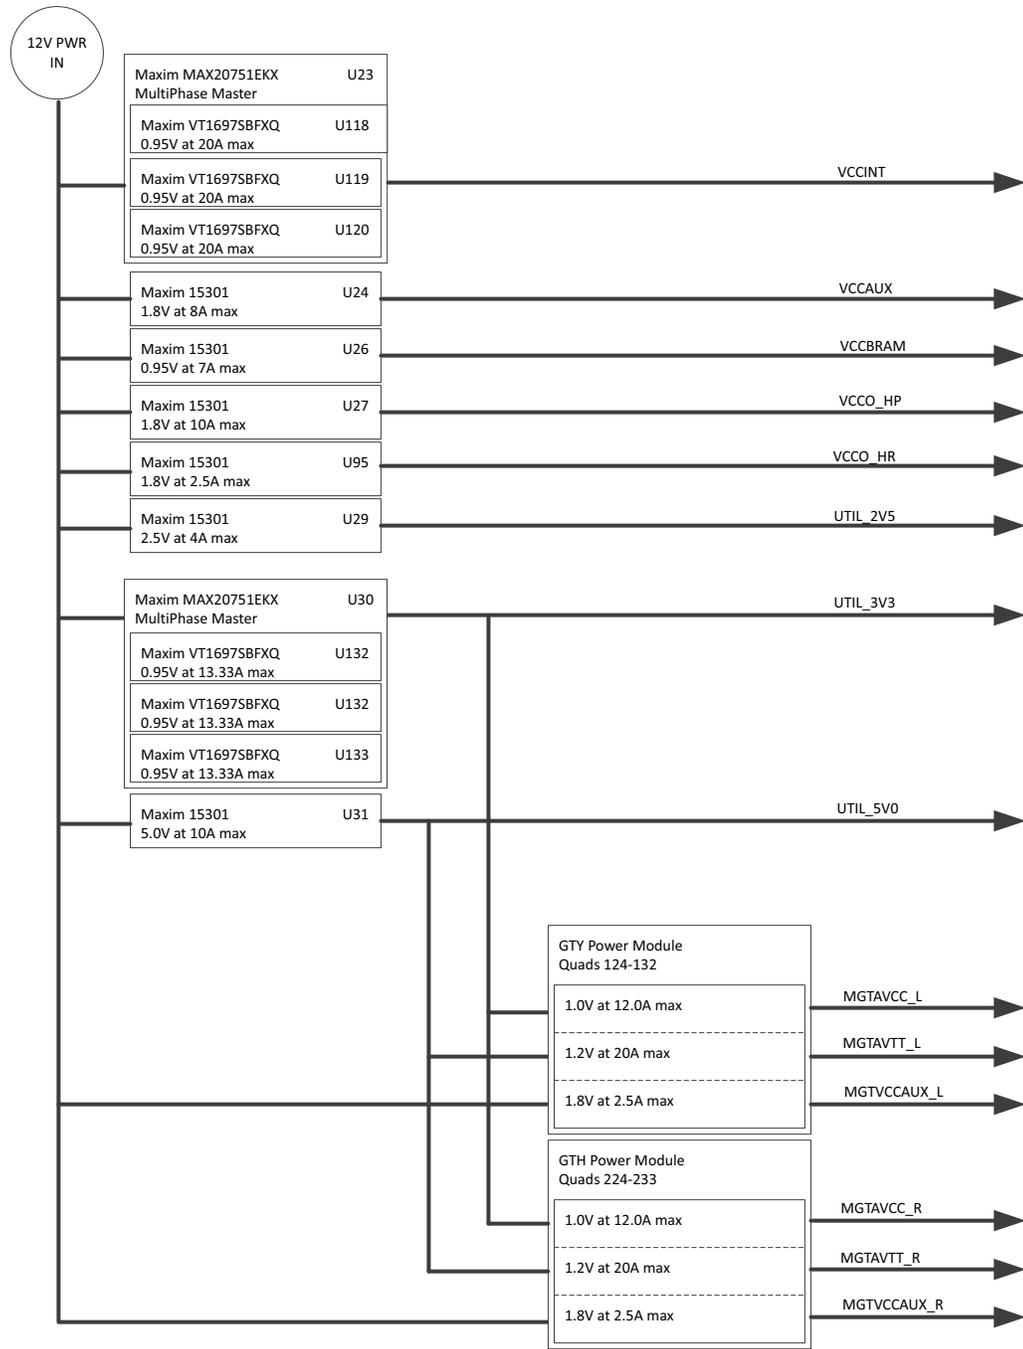 12V PWR
IN
Maxim MAX20751EKX U23
MultiPhase Master
Maxim VT1697SBFXQ U118
0.95V at 20A max
Maxim VT1697SBFXQ U119
0.95V at 20A max
Maxim VT1697SBFXQ U120
0.95V at 20A max
VCCINT
Maxim 15301 U24
1.8V at 8A max
VCCAUX
Maxim 15301 U26
0.95V at 7A max
VCCBRAM
Maxim 15301 U27
1.8V at 10A max
VCCO_HP
Maxim 15301 U95
1.8V at 2.5A max
VCCO_HR
Maxim 15301 U29
2.5V at 4A max
UTIL_2V5
Maxim MAX20751EKX U30
MultiPhase Master
UTIL_3V3
Maxim VT1697SBFXQ U132
0.95V at 13.33A max
Maxim VT1697SBFXQ U132
0.95V at 13.33A max
Maxim VT1697SBFXQ U133
0.95V at 13.33A max
Maxim 15301 U31
5.0V at 10A max
UTIL_5V0
GTY Power Module
Quads 124-132
1.0V at 12.0A max
MGTAVCC_L
1.2V at 20A max
MGTAVTT_L
1.8V at 2.5A max
MGTVCCAUX_L
GTH Power Module
Quads 224-233
1.0V at 12.0A max
MGTAVCC_R
1.2V at 20A max
MGTAVTT_R
1.8V at 2.5A max
MGTVCCAUX_R